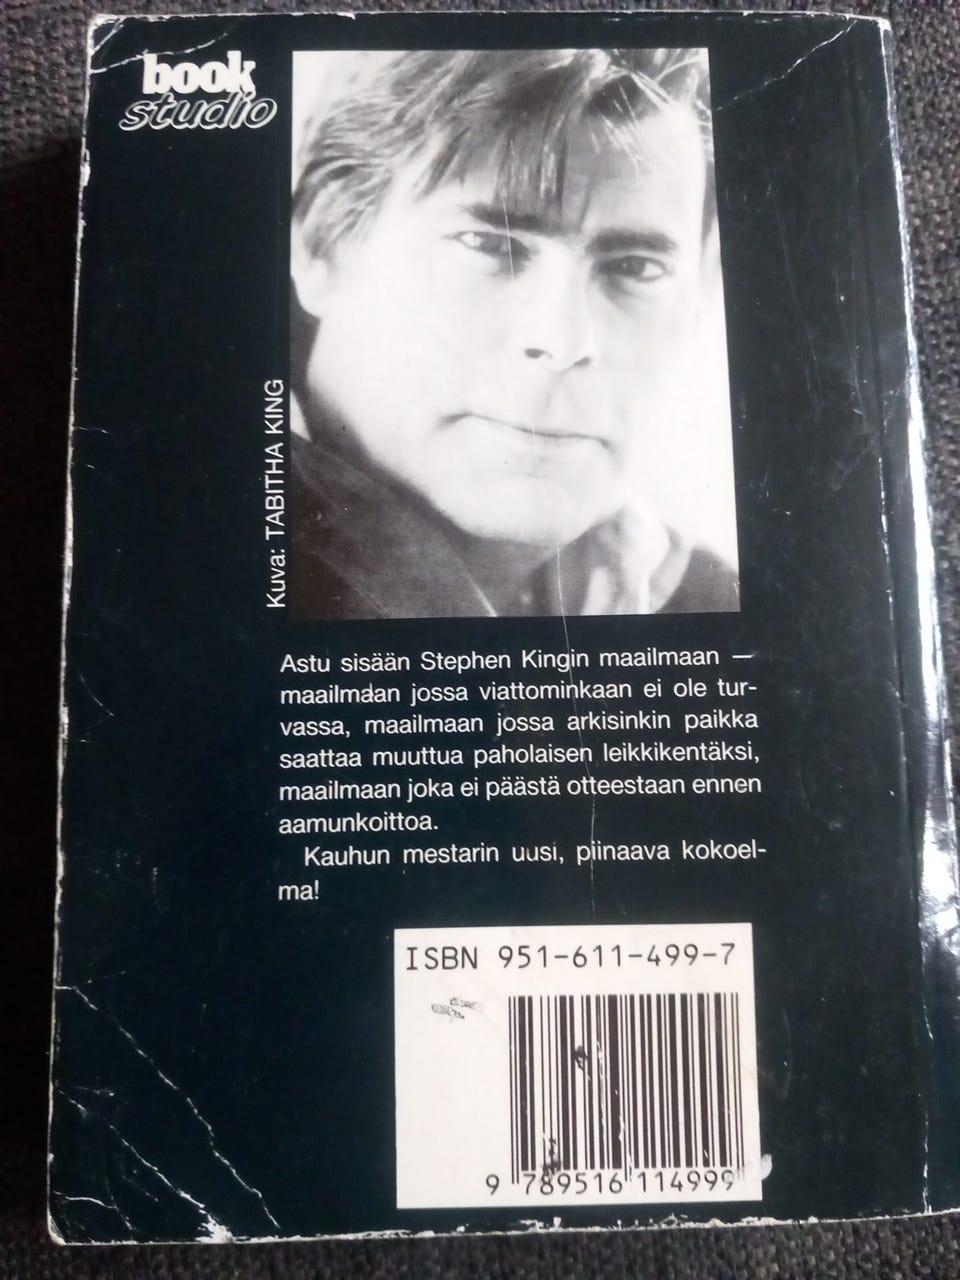 book
studio
Kuva: TABITHA KING
Astu sisään Stephen Kingin maailmaan —
maailmaan jossa viattominkaan ei ole tur-
vassa, maailmaan jossa arkisinkin paikka
saattaa muuttua paholaisen leikkikentäksi,
maailmaan joka ei päästä otteestaan ennen
aamunkoittoa.
Kauhun mestarin uusi, piinaava kokoel-
ma!
ISBN 951-611-499-7
9 789516 114999